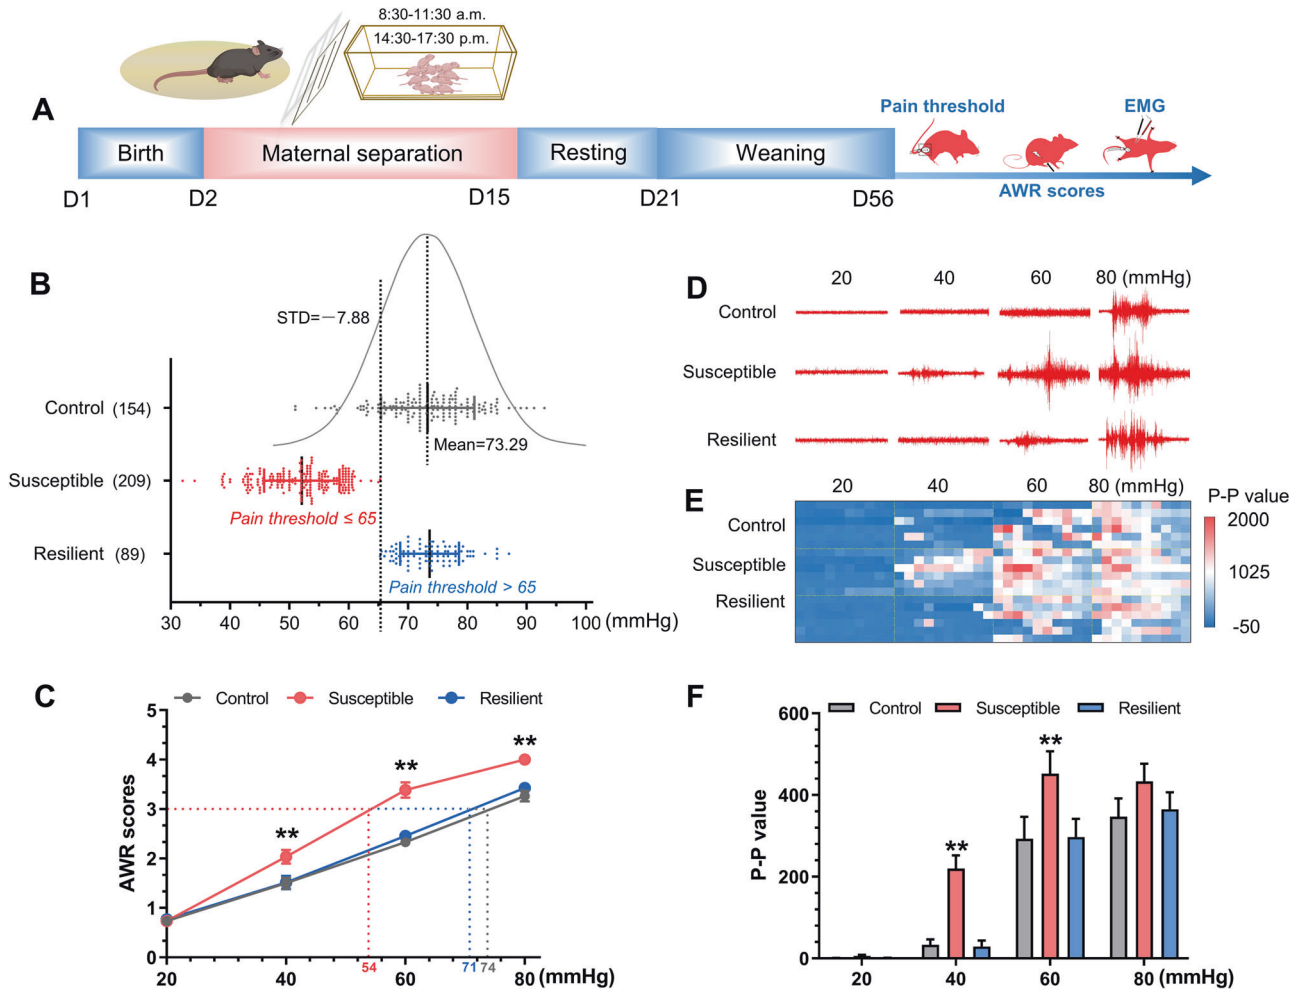 8:30-11:30 a.m.
14:30-17:30 p.m.
A
Pain threshold
EMG
Birth
Maternal separation
Resting
Weaning
AWR scores
D1
D2
D15
D21
D56
B
STD=－7.88
Control (154)
Mean=73.29
Susceptible (209)
Pain threshold ≤ 65
Resilient (89)
Pain threshold > 65
30 40 50 60 70 80 90 100 (mmHg)
D
20 40 60 80 (mmHg)
Control
Susceptible
Resilient
E
20 40 60 80 (mmHg)
P-P value
Control
Susceptible
Resilient
2000
1025
-50
C
Control Susceptible Resilient
AWR scores
5
4
3
2
1
0
**
**
**
54 71 74
20 40 60 80 (mmHg)
F
Control Susceptible Resilient
P-P value
600
400
200
0
**
**
20 40 60 80 (mmHg)